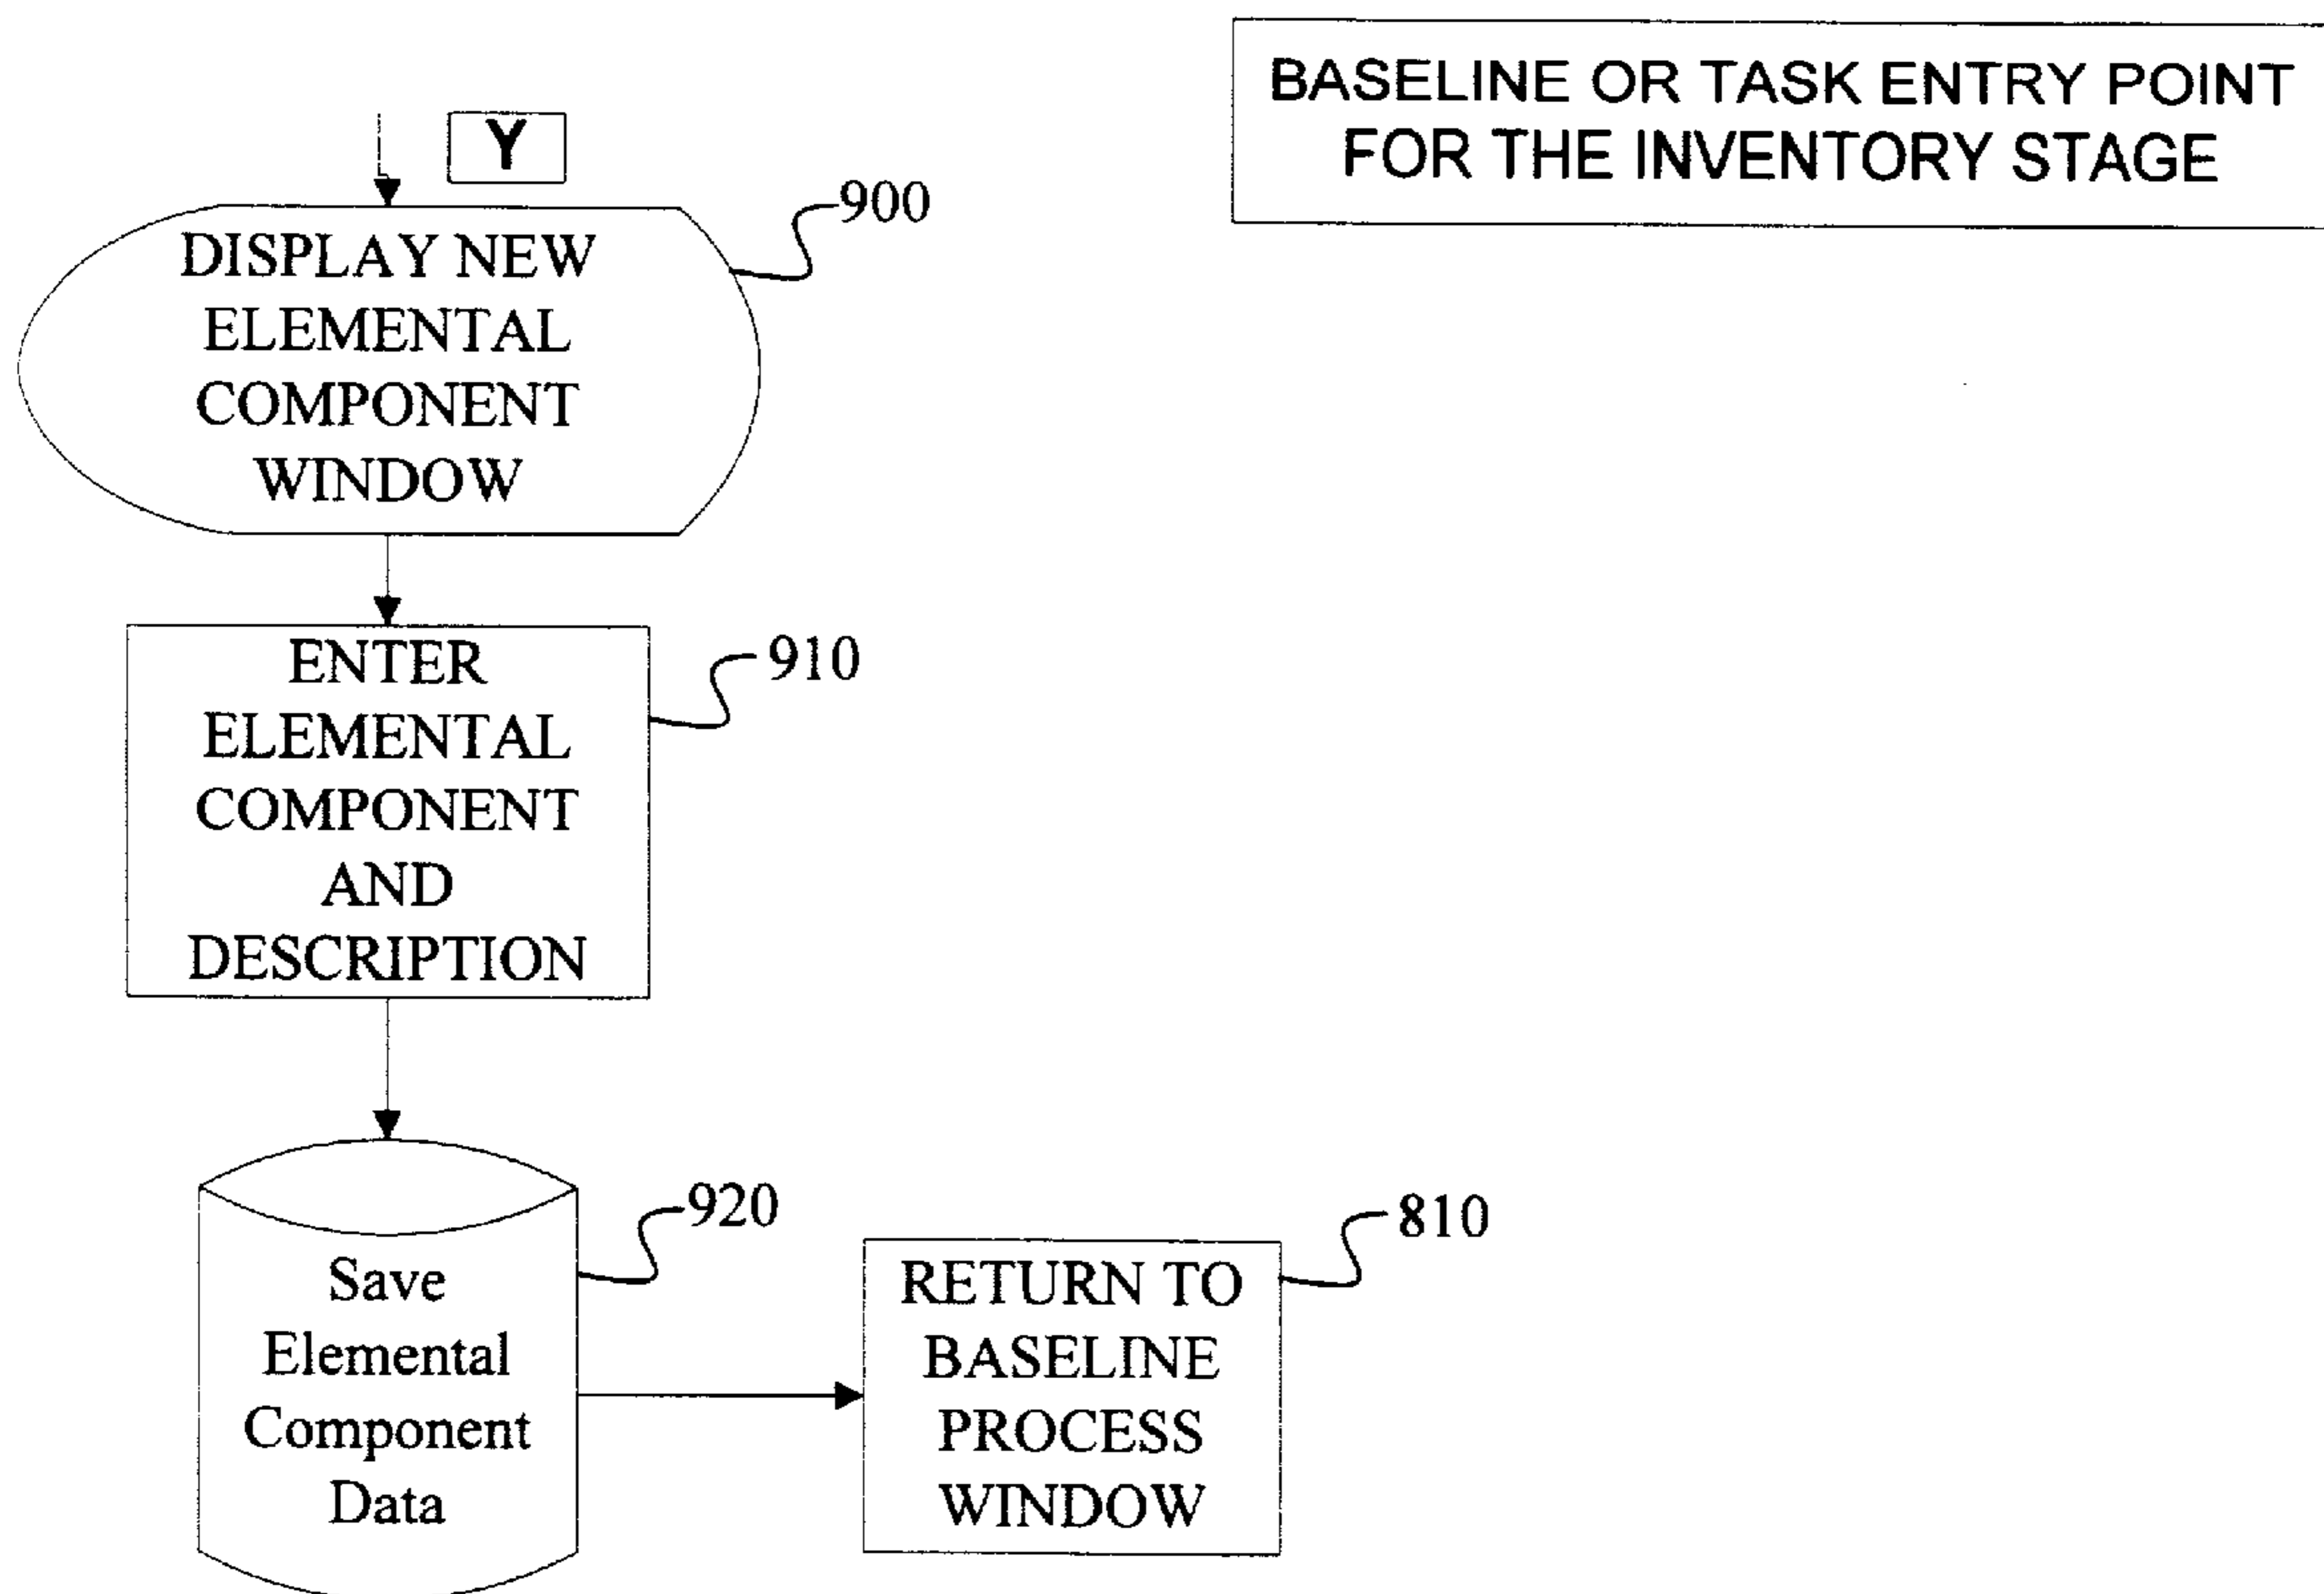 BASELINE OR TASK ENTRY POINT
FOR THE INVENTORY STAGE
Y
900
DISPLAY NEW
ELEMENTAL
COMPONENT
WINDOW
910
ENTER
ELEMENTAL
COMPONENT
AND
DESCRIPTION
920
Save
Elemental
Component
Data
810
RETURN TO
BASELINE
PROCESS
WINDOW